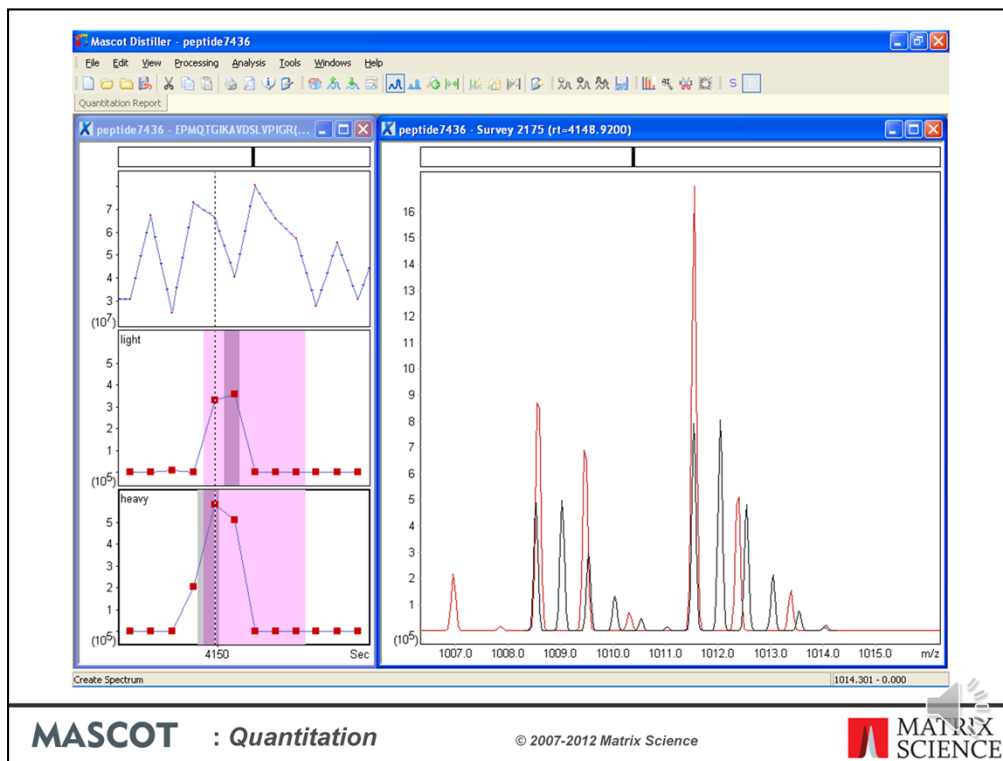 Mascot Distiller - peptide7436
File Edit View Processing Analysis Tools Windows Help
S D
Quantitation Report
peptide7436 - EPMQTGIKAVDSLVPIGR(...
7
6
5
4
3
(10⁷)
light
5
4
3
2
1
(10⁵)
heavy
5
4
3
2
1
(10⁵)
4150 Sec
peptide7436 - Survey 2175 (rt=4148.9200)
16
15
14
13
12
11
10
9
8
7
6
5
4
3
2
1
(10⁵)
1007.0 1008.0 1009.0 1010.0 1011.0 1012.0 1013.0 1014.0 1015.0 m/z
Create Spectrum 1014.301 - 0.000
MASCOT : Quantitation © 2007-2012 Matrix Science
MATRIX
SCIENCE